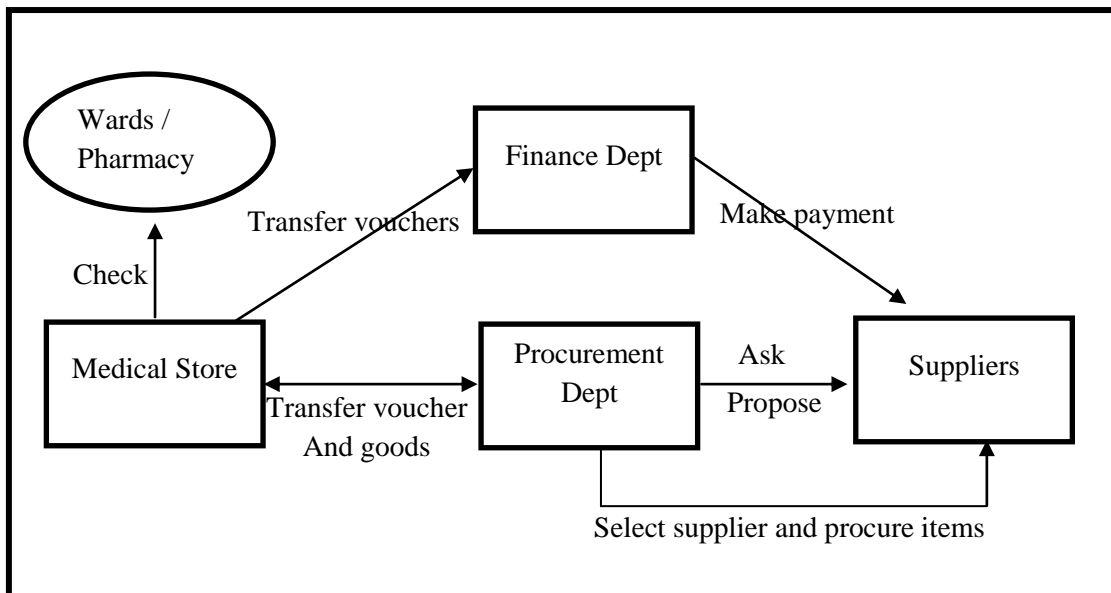 Wards /
Pharmacy
Finance Dept
Transfer vouchers
Make payment
Check
Medical Store
Procurement
Dept
Ask
Propose
Suppliers
Transfer voucher
And goods
Select supplier and procure items